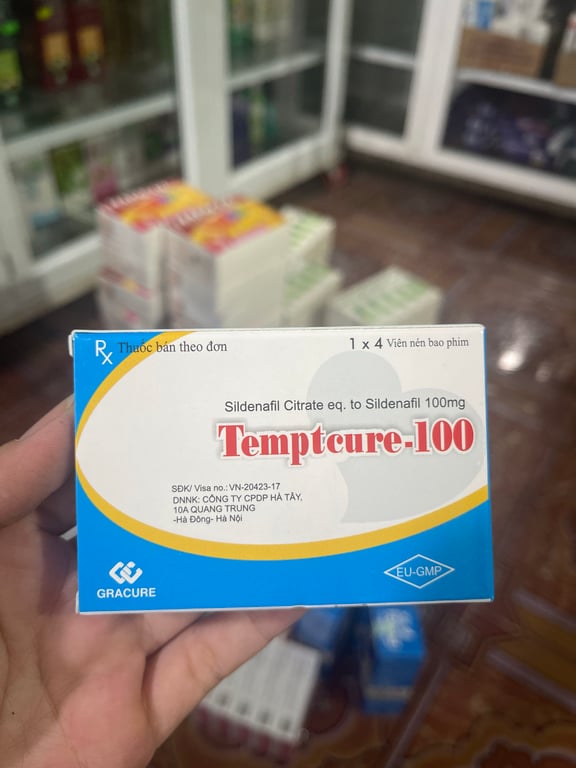 Rx Thuốc bán theo đơn
1 x 4 Viên nén bao phim
Sildenafil Citrate eq. to Sildenafil 100mg
Temptcure-100
SĐK/ Visa no.: VN-20423-17
DNNK: CÔNG TY CPDP HÀ TÂY,
10A QUANG TRUNG
-Hà Đông- Hà Nội
GRACURE
EU-GMP